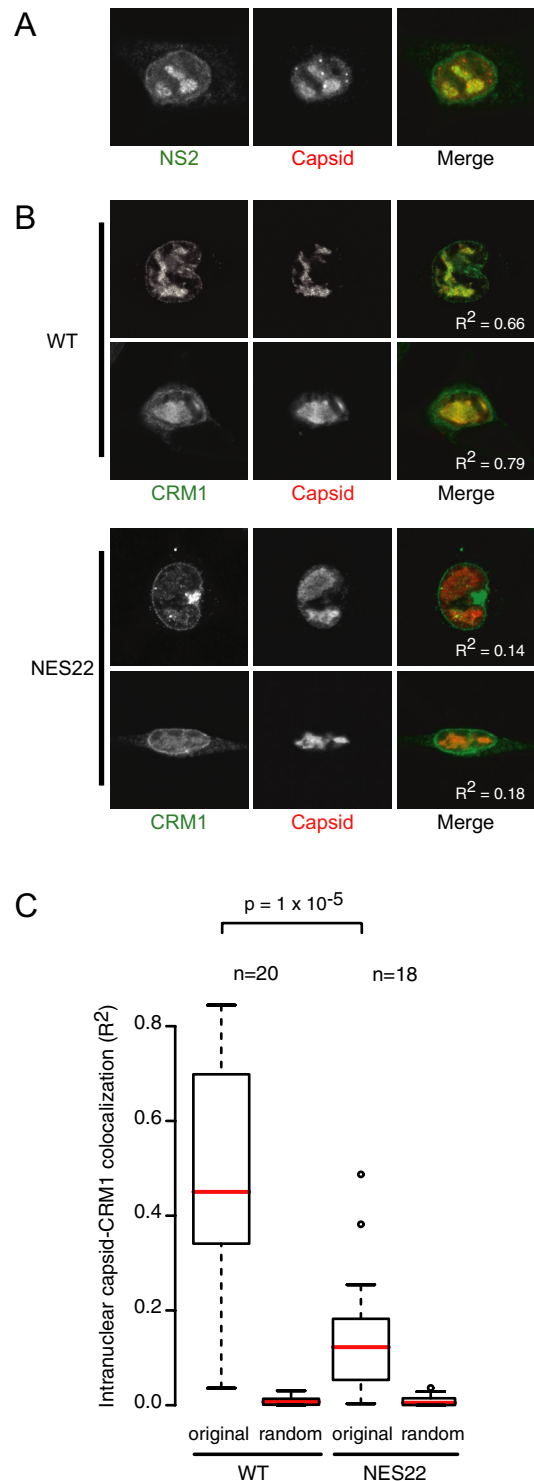 A
NS2 Capsid Merge
B
WT
R² = 0.66
R² = 0.79
CRM1 Capsid Merge
NES22
R² = 0.14
R² = 0.18
CRM1 Capsid Merge
C
p = 1 x 10⁻⁵
n=20 n=18
Intranuclear capsid-CRM1 colocalization (R²)
0.8
0.6
0.4
0.2
0.0
original random original random
WT NES22